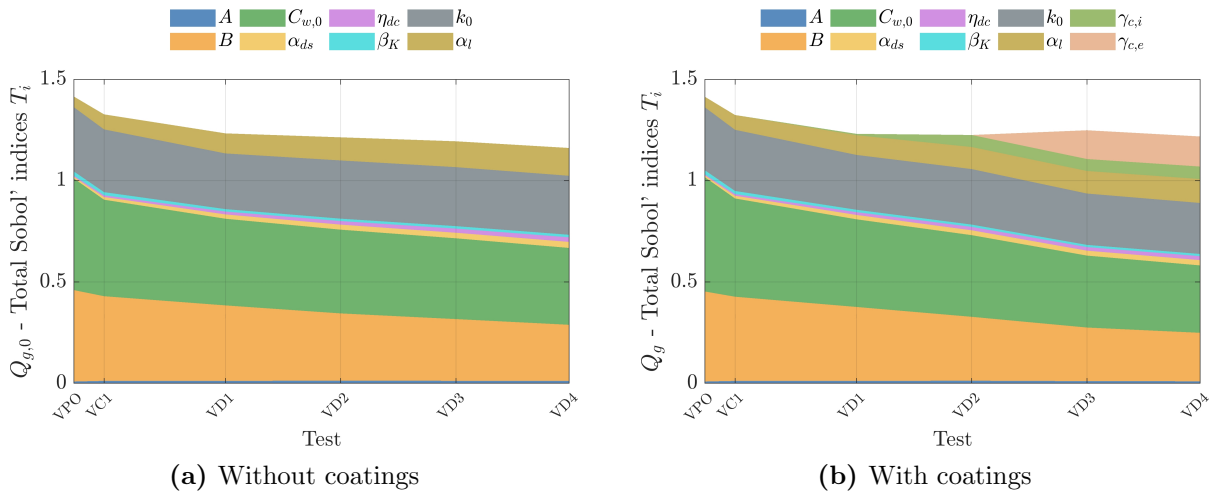 A C_{w,0} η_{dc} k_0
B α_{ds} β_K α_l
Q_{g,0} - Total Sobol' indices T_i
1.5
1
0.5
0
VPO VC1 VD1 VD2 VD3 VD4
Test
(a) Without coatings
A C_{w,0} η_{dc} k_0 γ_{c,i}
B α_{ds} β_K α_l γ_{c,e}
Q_g - Total Sobol' indices T_i
1.5
1
0.5
0
VPO VC1 VD1 VD2 VD3 VD4
Test
(b) With coatings